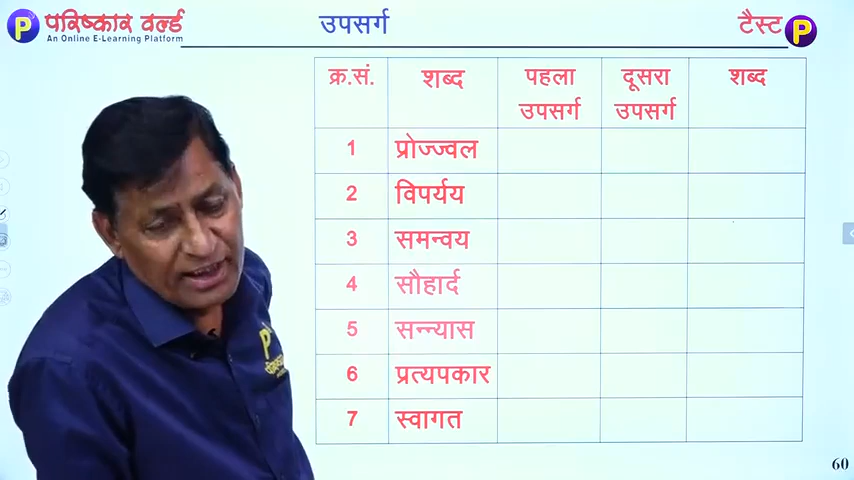 परिष्कार वर्ल्ड
An Online E-Learning Platform
उपसर्ग
टैस्ट
क्र.सं. शब्द पहला उपसर्ग दूसरा उपसर्ग शब्द
1 प्रोज्ज्वल
2 विपर्यय
3 समन्वय
4 सौहार्द
5 सन्न्यास
6 प्रत्यपकार
7 स्वागत
60